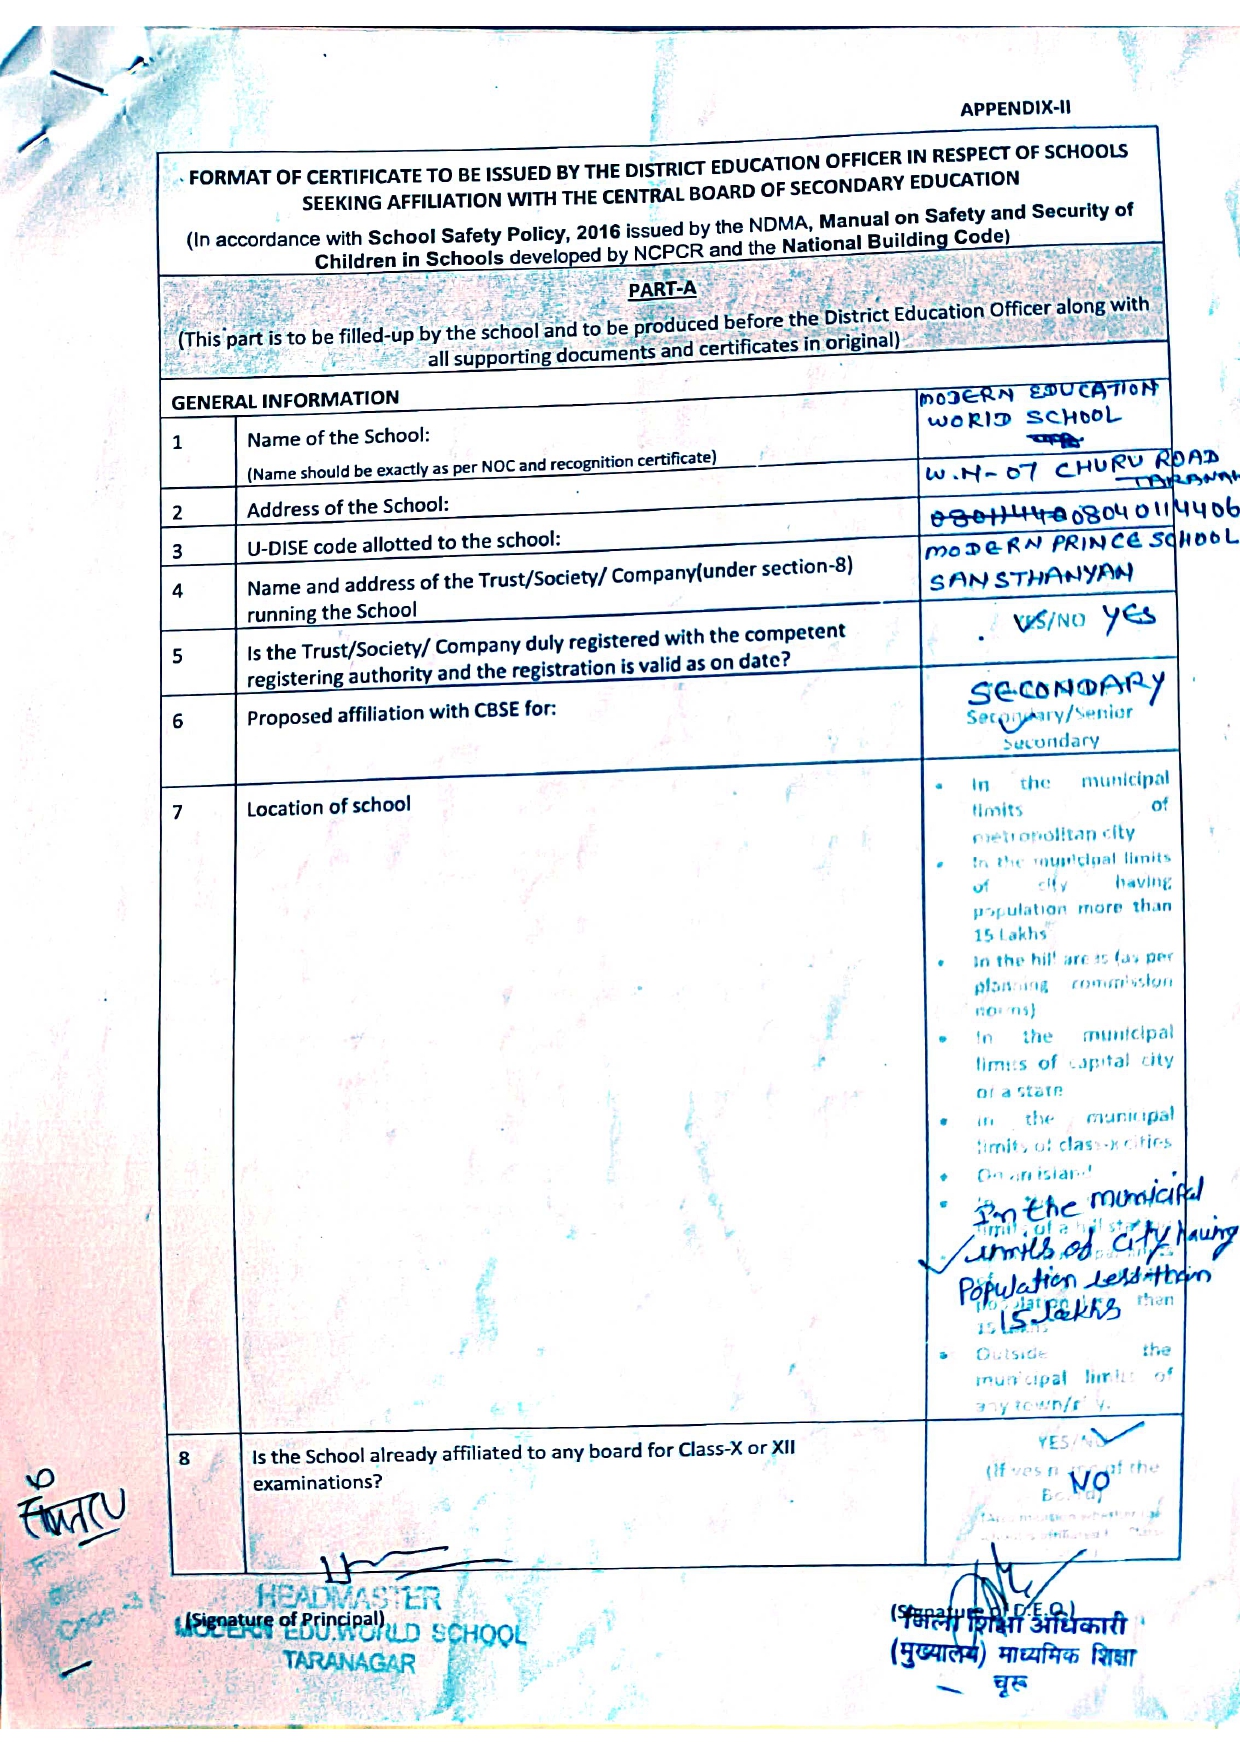 APPENDIX-II
FORMAT OF CERTIFICATE TO BE ISSUED BY THE DISTRICT EDUCATION OFFICER IN RESPECT OF SCHOOLS
SEEKING AFFILIATION WITH THE CENTRAL BOARD OF SECONDARY EDUCATION
(In accordance with School Safety Policy, 2016 issued by the NDMA, Manual on Safety and Security of
Children in Schools developed by NCPCR and the National Building Code)
PART-A
(This part is to be filled-up by the school and to be produced before the District Education Officer along with
all supporting documents and certificates in original)
GENERAL INFORMATION
1 Name of the School:
(Name should be exactly as per NOC and recognition certificate)
MODERN EDUCATION
WORLD SCHOOL
2 Address of the School:
W.N-07 CHURU ROAD
3 U-DISE code allotted to the school:
08040114406
4 Name and address of the Trust/Society/ Company(under section-8)
running the School
MODERN PRINCE SCHOOL
SANSTHANYAN
5 Is the Trust/Society/ Company duly registered with the competent
registering authority and the registration is valid as on date?
YES/NO YES
6 Proposed affiliation with CBSE for:
SECONDARY
Secondary/Senior
Secondary
7 Location of school
• In the municipal
limits of
metropolitan city
• In the municipal limits
of city having
population more than
15 Lakhs
• In the hill areas (as per
planning commission
norms)
• In the municipal
limits of capital city
of a state
• In the municipal
limits of class-x cities
• On an island
In the municipal
limits of city having
Population less than
15 lakhs
than
• Outside the
municipal limits of
any town/city.
8 Is the School already affiliated to any board for Class-X or XII
examinations?
YES/NO
(If yes name of the
Board)
NO
HEADMASTER
(Signature of Principal)
MODERN EDU.WORLD SCHOOL
TARANAGAR
(Signature of D.E.O.)
जिला शिक्षा अधिकारी
(मुख्यालय) माध्यमिक शिक्षा
चूरू